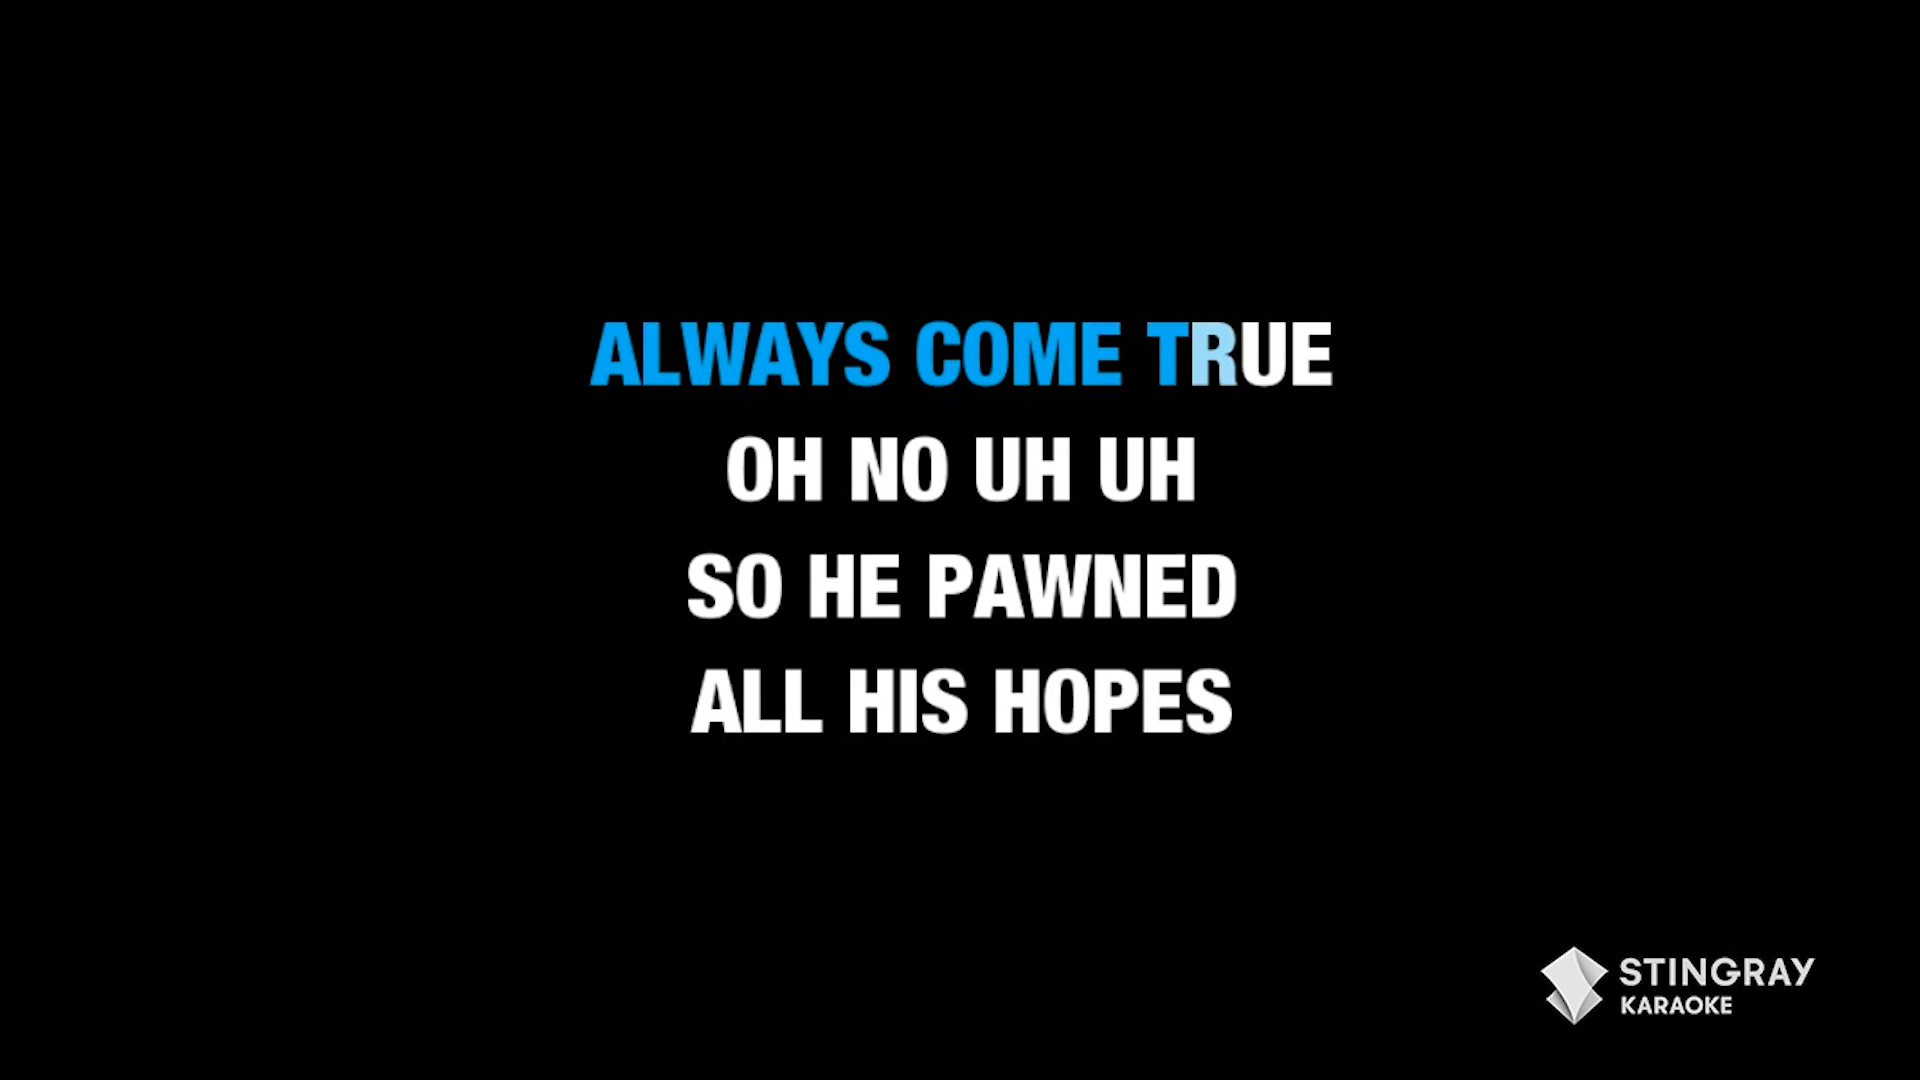 ALWAYS COME TRUE
OH NO UH UH
SO HE PAWNED
ALL HIS HOPES
STINGRAY
KARAOKE